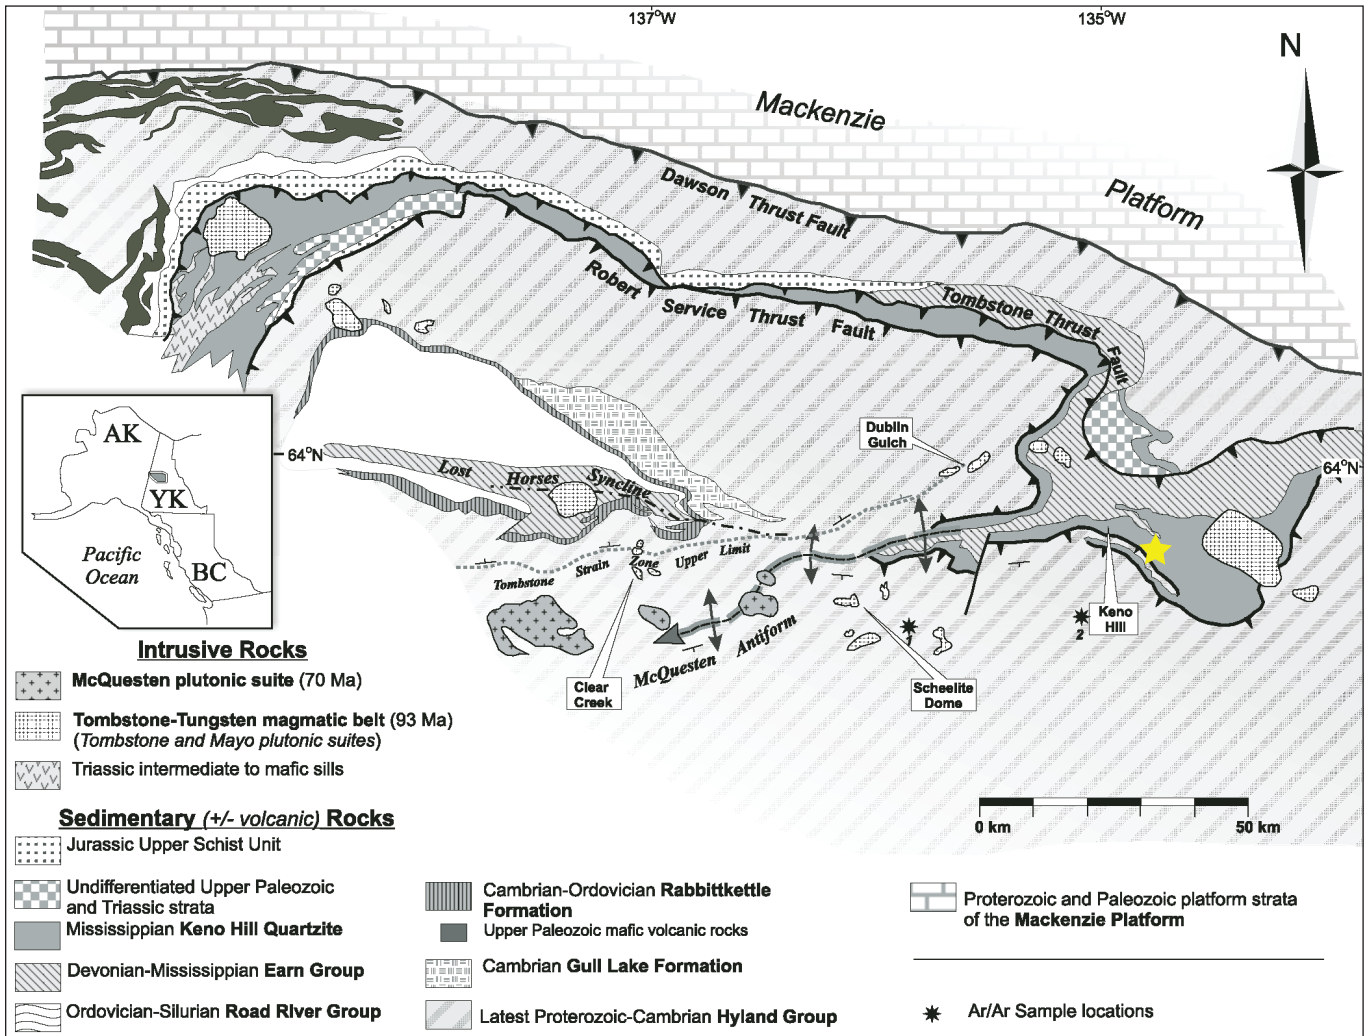 137°W
135°W
N
Mackenzie
Platform
Dawson Thrust Fault
Robert Service Thrust Fault
Tombstone Thrust Fault
AK
YK
BC
Pacific
Ocean
64°N
64°N
Lost Horses Syncline
Dublin
Gulch
Tombstone Strain Zone Upper Limit
McQuesten Antiform
Clear
Creek
Scheelite
Dome
Keno
Hill
1
2
0 km
50 km
Intrusive Rocks
McQuesten plutonic suite (70 Ma)
Tombstone-Tungsten magmatic belt (93 Ma)
(Tombstone and Mayo plutonic suites)
Triassic intermediate to mafic sills
Sedimentary (+/- volcanic) Rocks
Jurassic Upper Schist Unit
Undifferentiated Upper Paleozoic
and Triassic strata
Mississippian Keno Hill Quartzite
Devonian-Mississippian Earn Group
Ordovician-Silurian Road River Group
Cambrian-Ordovician Rabbittkettle
Formation
Upper Paleozoic mafic volcanic rocks
Cambrian Gull Lake Formation
Latest Proterozoic-Cambrian Hyland Group
Proterozoic and Paleozoic platform strata
of the Mackenzie Platform
Ar/Ar Sample locations